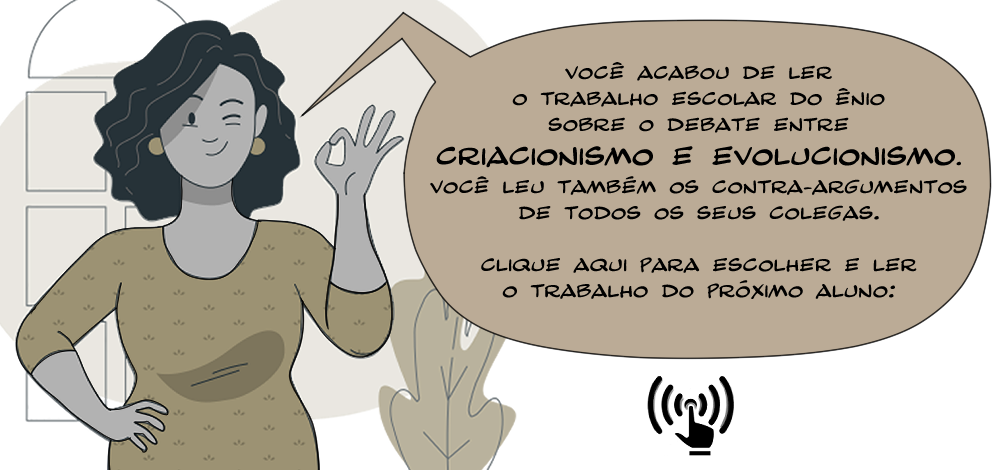 VOCÊ ACABOU DE LER
O TRABALHO ESCOLAR DO ÊNIO
SOBRE O DEBATE ENTRE
CRIACIONISMO E EVOLUCIONISMO.
VOCÊ LEU TAMBÉM OS CONTRA-ARGUMENTOS
DE TODOS OS SEUS COLEGAS.
CLIQUE AQUI PARA ESCOLHER E LER
O TRABALHO DO PRÓXIMO ALUNO: